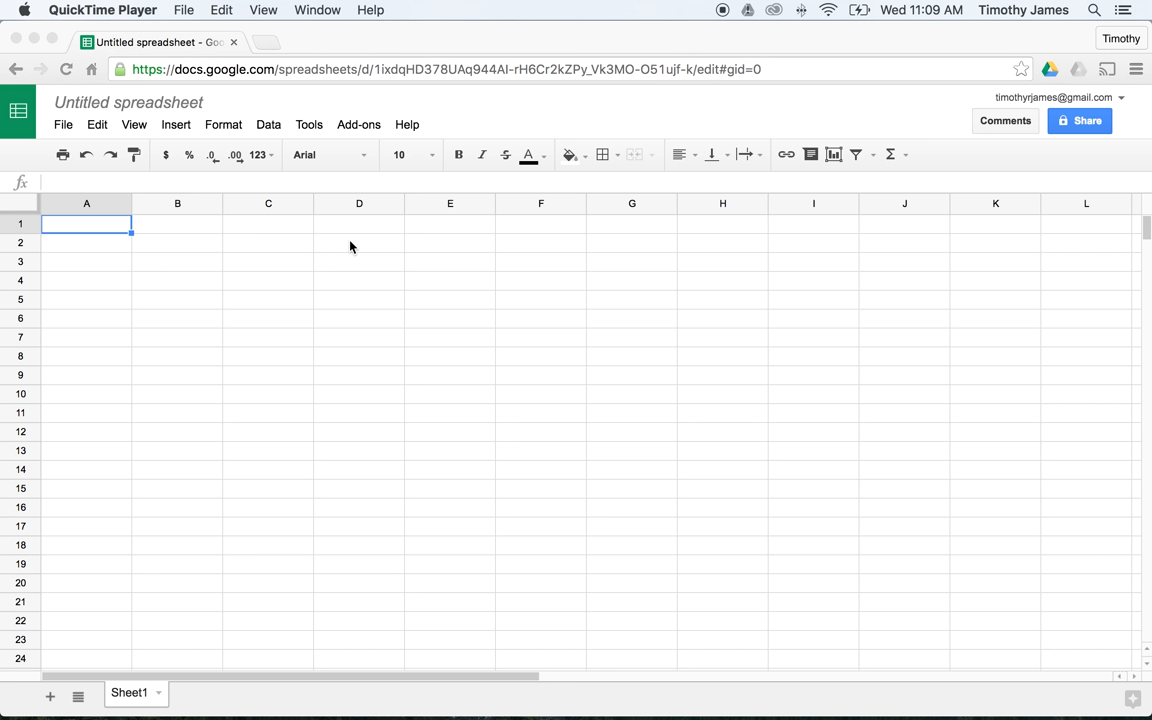 QuickTime Player File Edit View Window Help Wed 11:09 AM Timothy James
Untitled spreadsheet - Goo Timothy
https://docs.google.com/spreadsheets/d/1ixdqHD378UAq944AI-rH6Cr2kZPy_Vk3MO-O51ujf-k/edit#gid=0
Untitled spreadsheet timothyrjames@gmail.com
File Edit View Insert Format Data Tools Add-ons Help Comments Share
$ % .0 .00 123 Arial 10 B I S A Σ
fx
A B C D E F G H I J K L
1
2
3
4
5
6
7
8
9
10
11
12
13
14
15
16
17
18
19
20
21
22
23
24
+ Sheet1